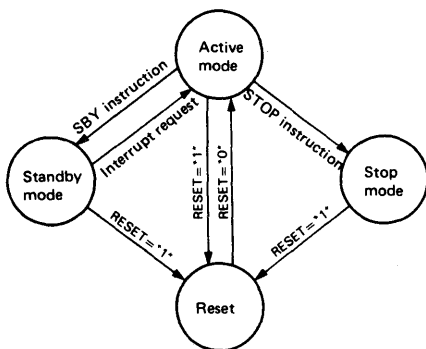 Active
mode
SBY instruction
Interrupt request
STOP instruction
Standby
mode
RESET="1"
RESET="0"
Stop
mode
RESET="1"
RESET="1"
Reset